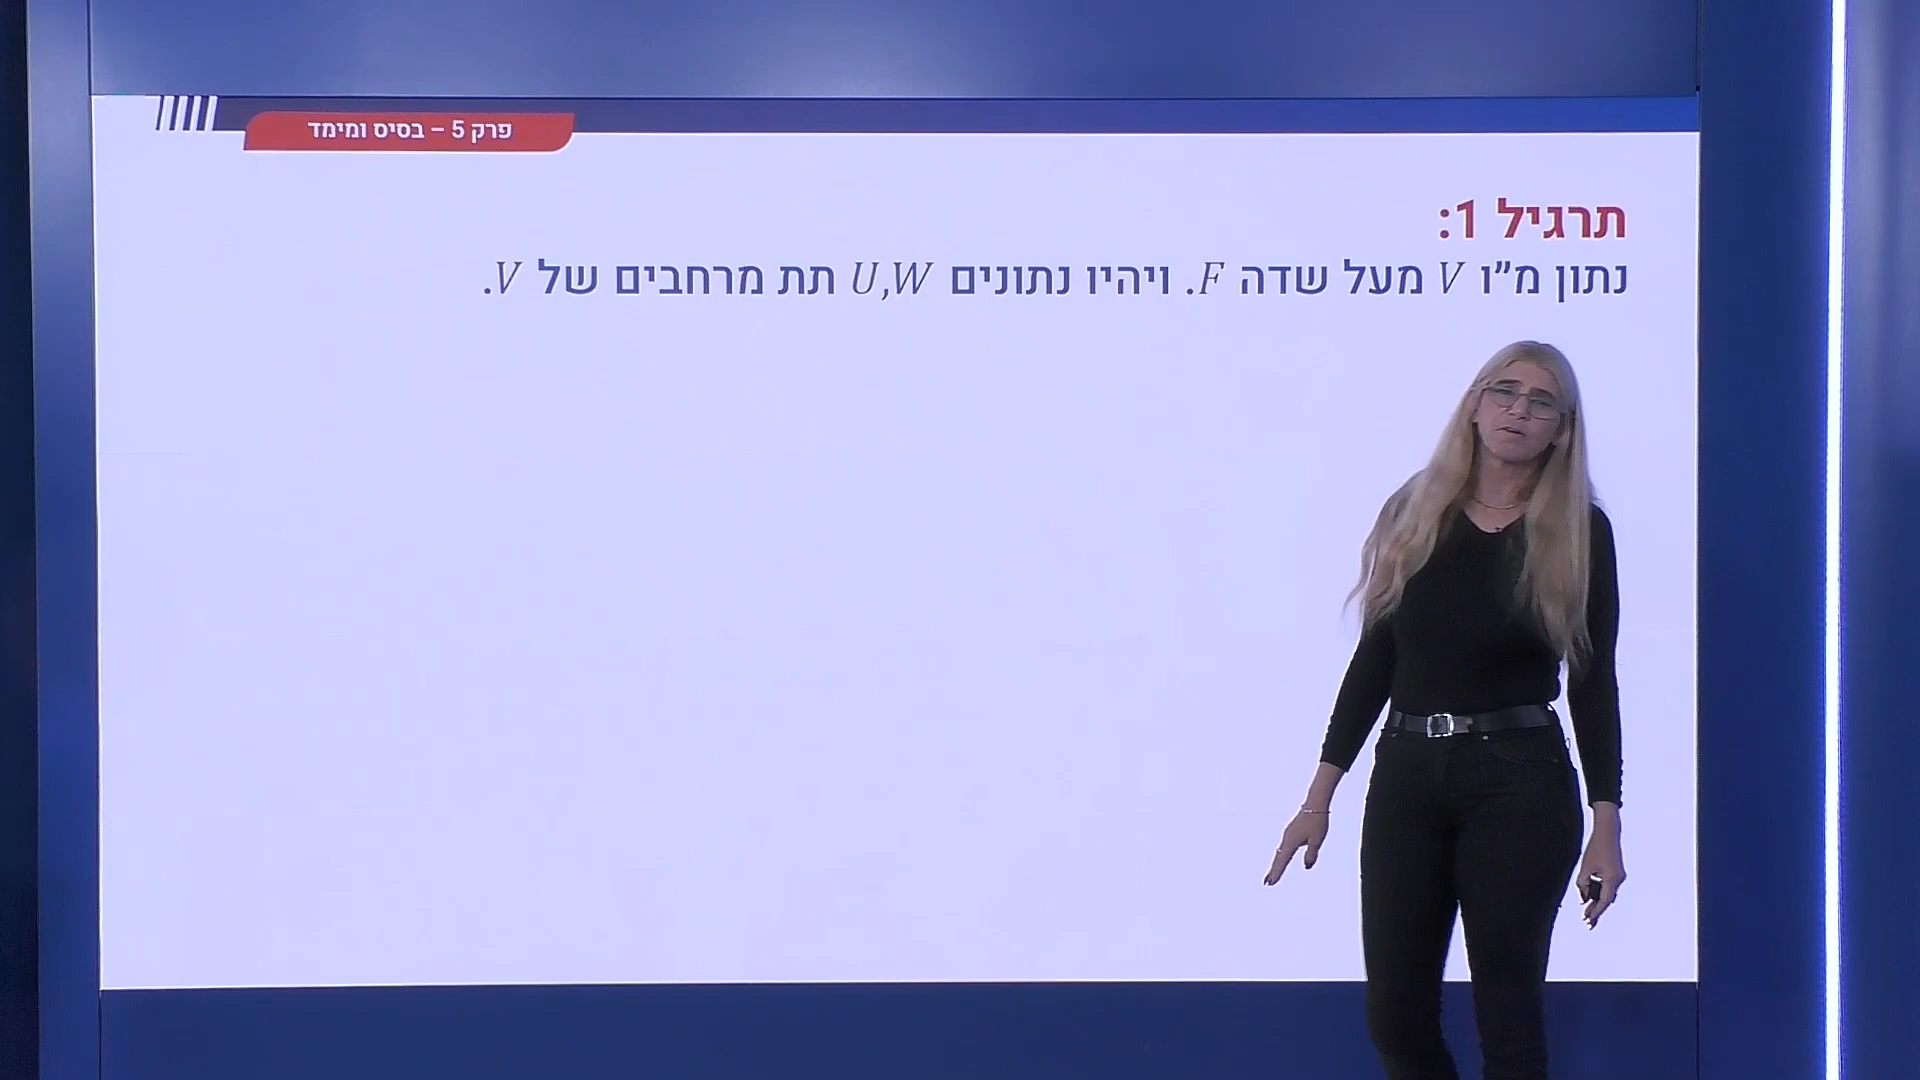 פרק 5 – בסיס ומימד
תרגיל 1:
נתון מ״ו V מעל שדה F. ויהיו נתונים U,W תת מרחבים של V.